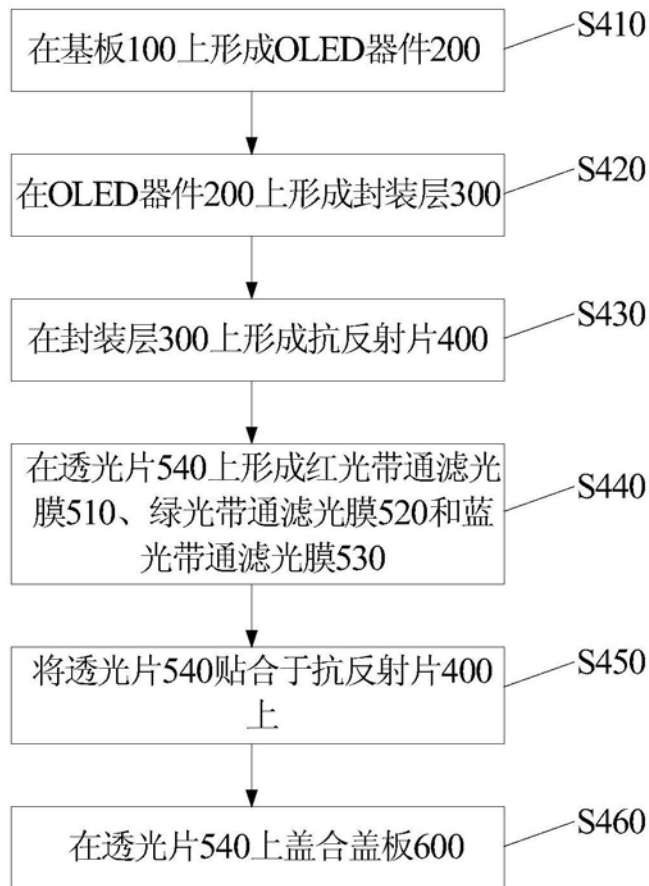 在基板100上形成OLED器件200
S410
在OLED器件200上形成封装层300
S420
在封装层300上形成抗反射片400
S430
在透光片540上形成红光带通滤光
膜510、绿光带通滤光膜520和蓝
光带通滤光膜530
S440
将透光片540贴合于抗反射片400
上
S450
在透光片540上盖合盖板600
S460